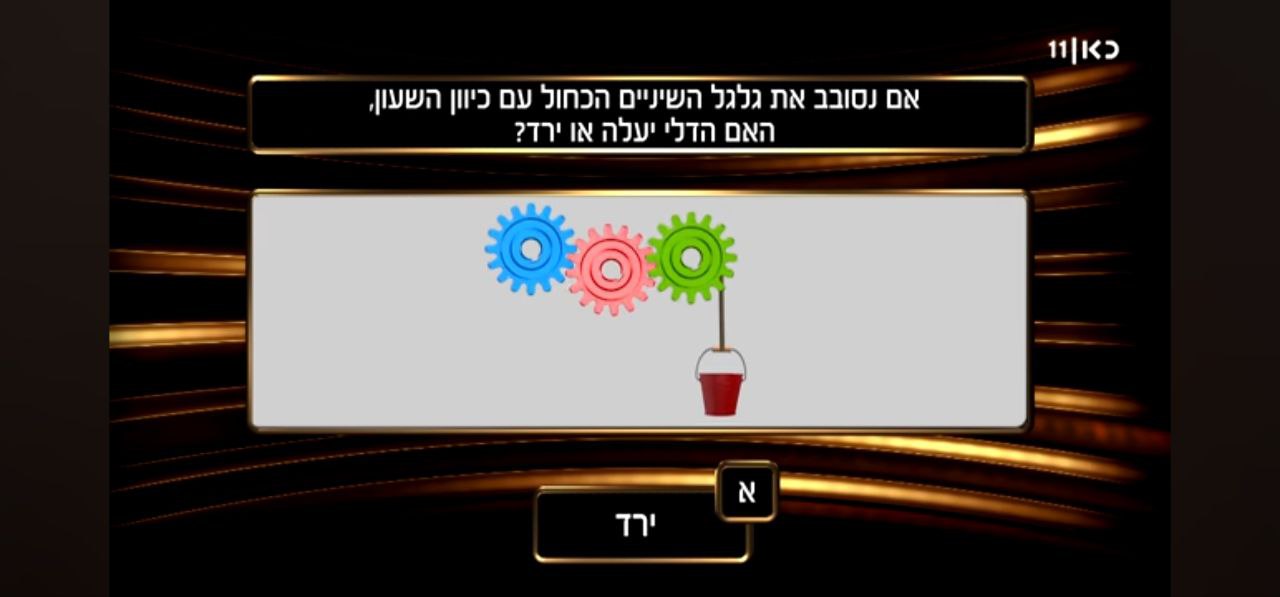 כאן|11
אם נסובב את גלגל השיניים הכחול עם כיוון השעון,
האם הדלי יעלה או ירד?
א
ירד